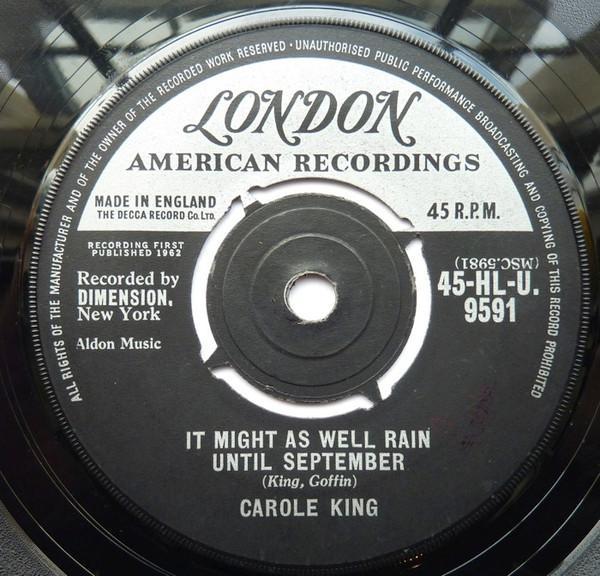 ALL RIGHTS OF THE MANUFACTURER AND OF THE OWNER OF THE RECORDED WORK RESERVED · UNAUTHORISED PUBLIC PERFORMANCE BROADCASTING AND COPYING OF THIS RECORD PROHIBITED
LONDON
AMERICAN RECORDINGS
MADE IN ENGLAND
THE DECCA RECORD Co. LTD.
45 R.P.M.
RECORDING FIRST
PUBLISHED 1962
(MSC.5981)
Recorded by
DIMENSION,
New York
45-HL-U.
9591
Aldon Music
IT MIGHT AS WELL RAIN
UNTIL SEPTEMBER
(King, Goffin)
CAROLE KING